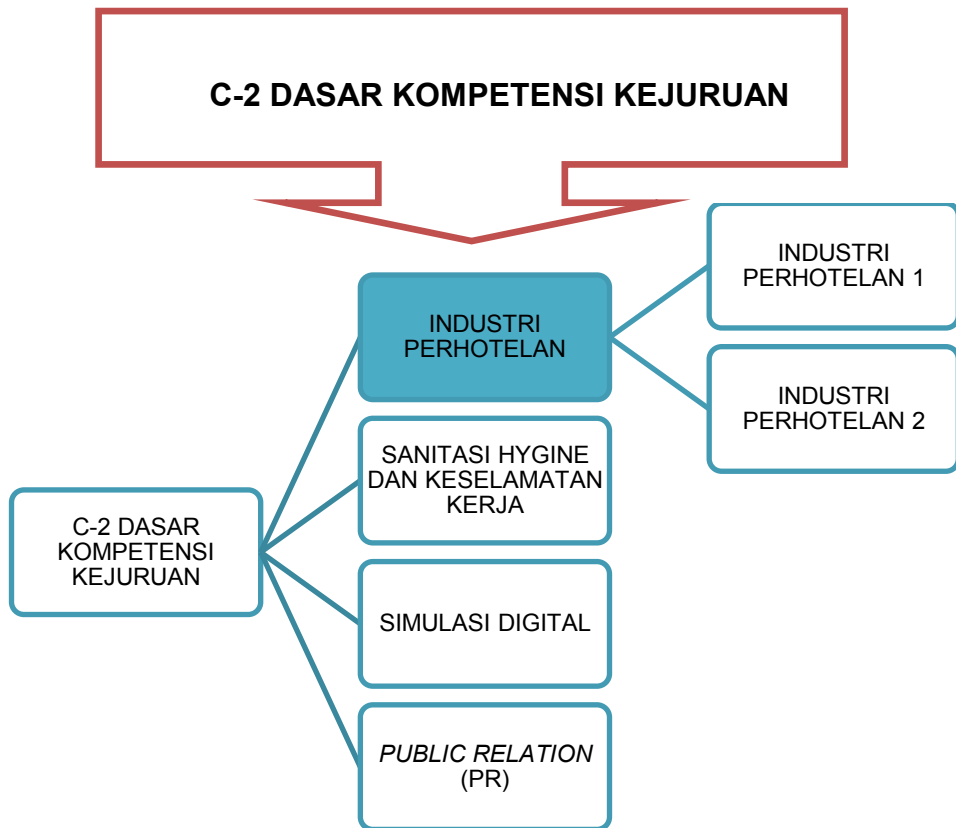 C-2 DASAR KOMPETENSI KEJURUAN
INDUSTRI
PERHOTELAN 1
INDUSTRI
PERHOTELAN
INDUSTRI
PERHOTELAN 2
SANITASI HYGINE
DAN KESELAMATAN
KERJA
C-2 DASAR
KOMPETENSI
KEJURUAN
SIMULASI DIGITAL
PUBLIC RELATION
(PR)